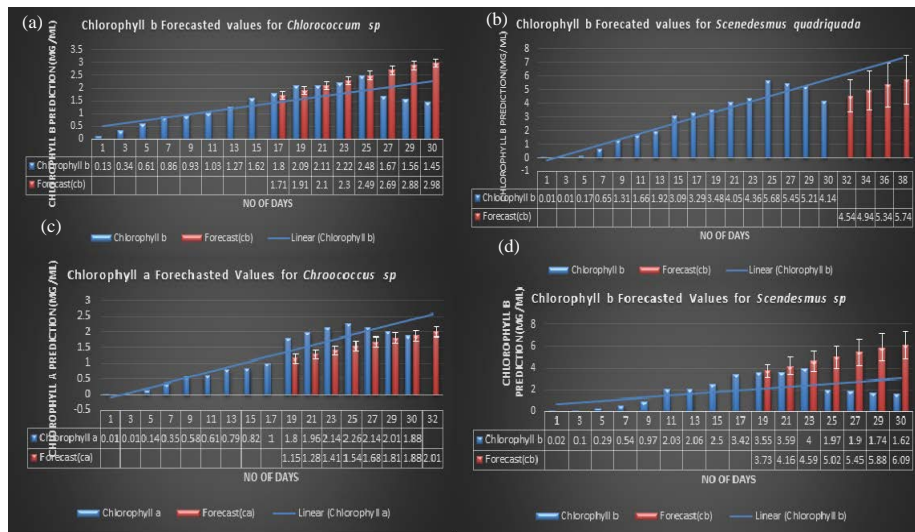 (a)
Chlorophyll b Forecasted values for Chlorococcum sp
CHLOROPHYLL B PREDICTION(MG/ML)
3.5
3
2.5
2
1.5
1
0.5
0
1 3 5 7 9 11 13 15 17 19 21 23 25 27 29 30
Chlorophyll b 0.13 0.34 0.61 0.86 0.93 1.03 1.27 1.62 1.8 2.09 2.11 2.22 2.48 1.67 1.56 1.45
Forecast(cb) 1.71 1.91 2.1 2.3 2.49 2.69 2.88 2.98
NO OF DAYS
Chlorophyll b Forecast(cb) Linear (Chlorophyll b)
(b)
Chlorophyll b Forecated values for Scenedesmus quadriquada
CHLOROPHYLL B PREDICTION(MG/ML)
8
7
6
5
4
3
2
1
0
1 3 5 7 9 11 13 15 17 19 21 23 25 27 29 30 32 34 36 38
Chlorophyll b 0.01 0.01 0.17 0.65 1.31 1.66 1.92 3.09 3.29 3.48 4.05 4.36 5.68 5.45 5.21 4.14
Forecast(cb) 4.54 4.94 5.34 5.74
NO OF DAYS
Chlorophyll b Forecast(cb) Linear (Chlorophyll b)
(c)
Chlorophyll a Forechasted Values for Chroococcus sp
CHLOROPHYLL A PREDICTION(MG/ML)
3
2.5
2
1.5
1
0.5
0
-0.5
1 3 5 7 9 11 13 15 17 19 21 23 25 27 29 30 32
Chlorophyll a 0.01 0.01 0.14 0.35 0.58 0.61 0.79 0.82 1 1.8 1.96 2.14 2.26 2.14 2.01 1.88
Forecast(ca) 1.15 1.28 1.41 1.54 1.68 1.81 1.88 2.01
NO OF DAYS
Chlorophyll a Forecast(ca) Linear (Chlorophyll a)
(d)
Chlorophyll b Forecasted Values for Scendesmus sp
CHLOROPHYLL B PREDICTION(MG/ML)
8
6
4
2
0
1 3 5 7 9 11 13 15 17 19 21 23 25 27 29 30
Chlorophyll b 0.02 0.1 0.29 0.54 0.97 2.03 2.06 2.5 3.42 3.55 3.59 4 1.97 1.9 1.74 1.62
Forecast(cb) 3.73 4.16 4.59 5.02 5.45 5.88 6.09
NO OF DAYS
Chlorophyll b Forecast(cb) Linear (Chlorophyll b)